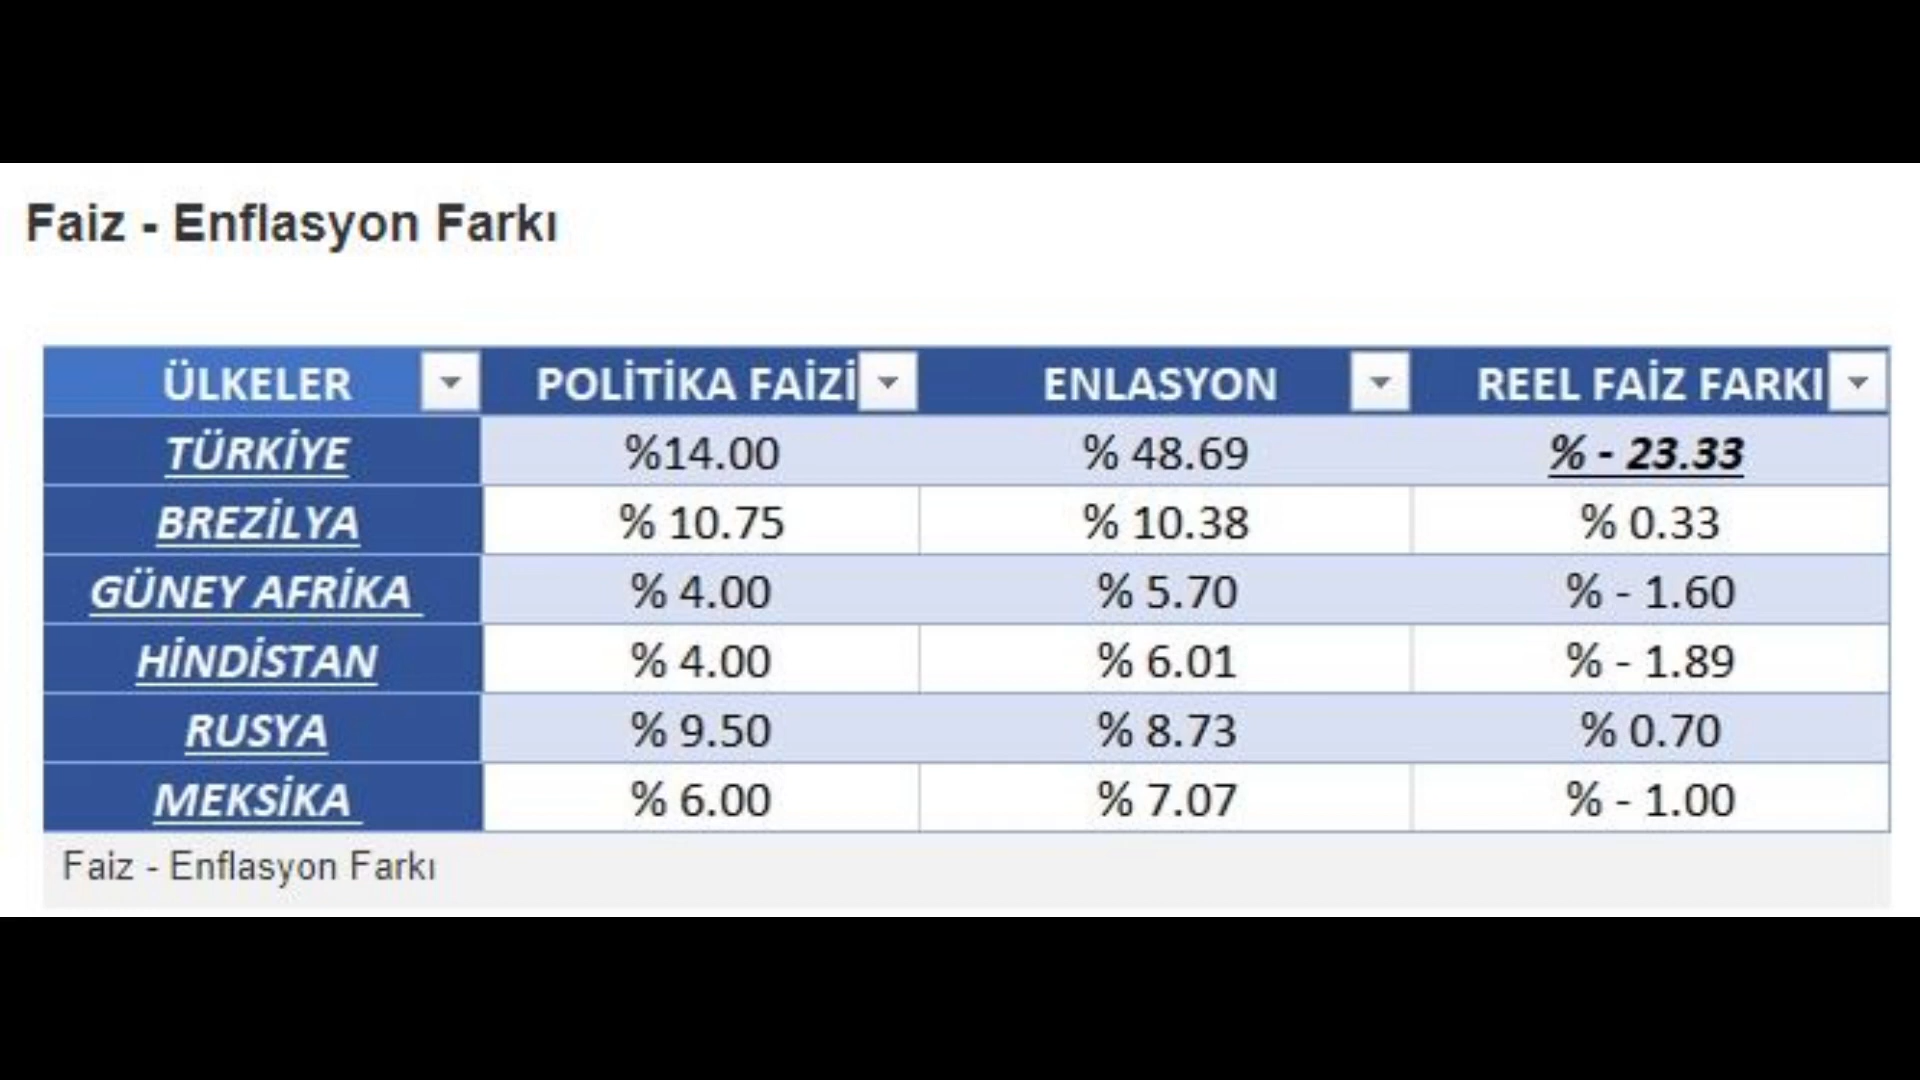 Faiz - Enflasyon Farkı
ÜLKELER POLİTİKA FAİZİ ENLASYON REEL FAİZ FARKI
TÜRKİYE %14.00 % 48.69 % - 23.33
BREZİLYA % 10.75 % 10.38 % 0.33
GÜNEY AFRİKA % 4.00 % 5.70 % - 1.60
HİNDİSTAN % 4.00 % 6.01 % - 1.89
RUSYA % 9.50 % 8.73 % 0.70
MEKSİKA % 6.00 % 7.07 % - 1.00
Faiz - Enflasyon Farkı